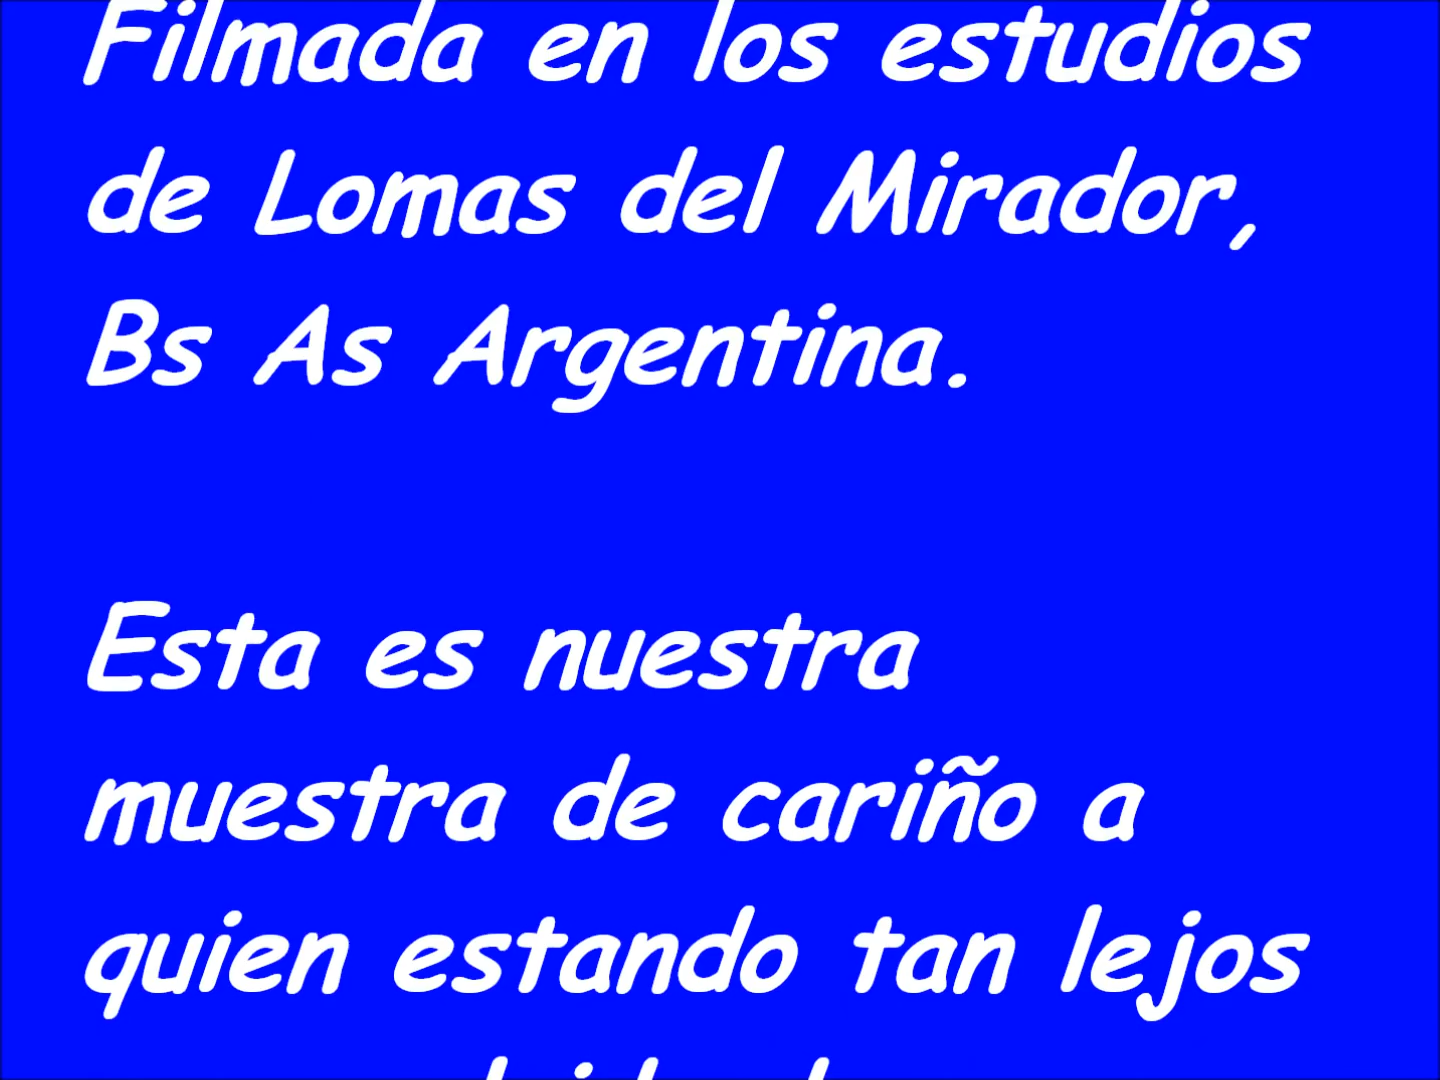 Filmada en los estudios
de Lomas del Mirador,
Bs As Argentina.
Esta es nuestra
muestra de cariño a
quien estando tan lejos